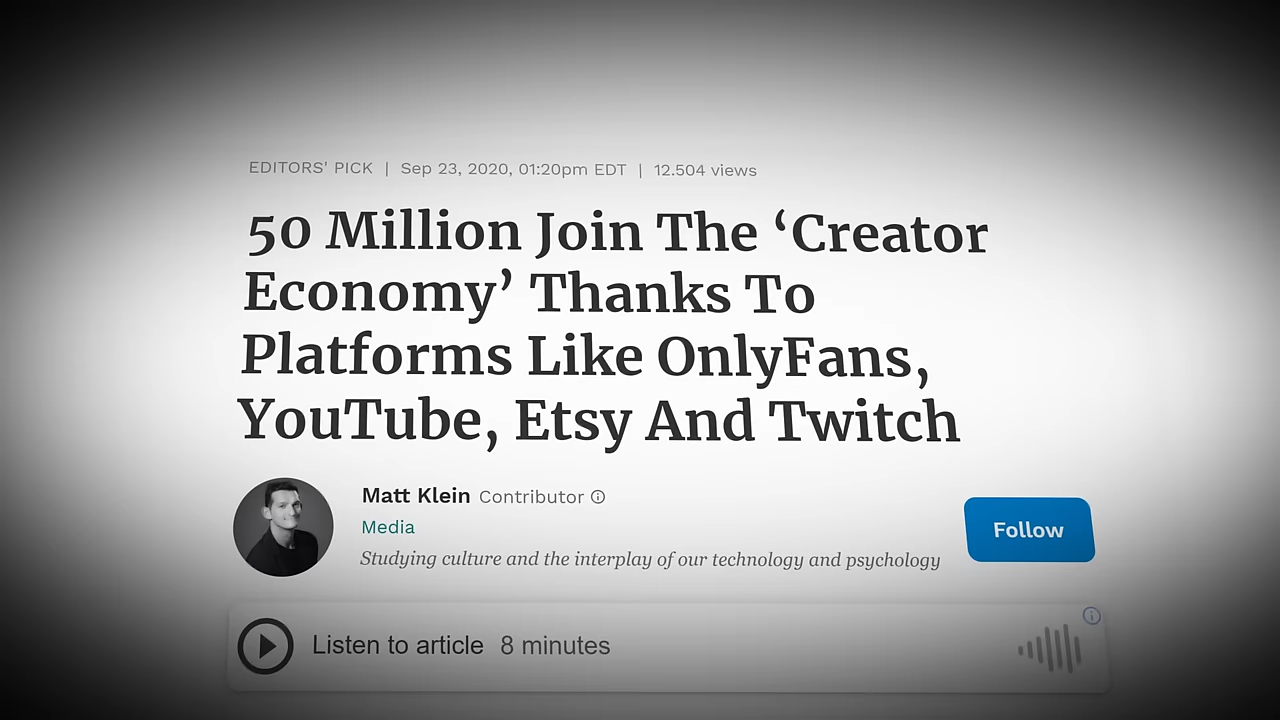 EDITORS' PICK | Sep 23, 2020, 01:20pm EDT | 12.504 views
50 Million Join The ‘Creator
Economy’ Thanks To
Platforms Like OnlyFans,
YouTube, Etsy And Twitch
Matt Klein Contributor
Media
Studying culture and the interplay of our technology and psychology
Follow
Listen to article 8 minutes